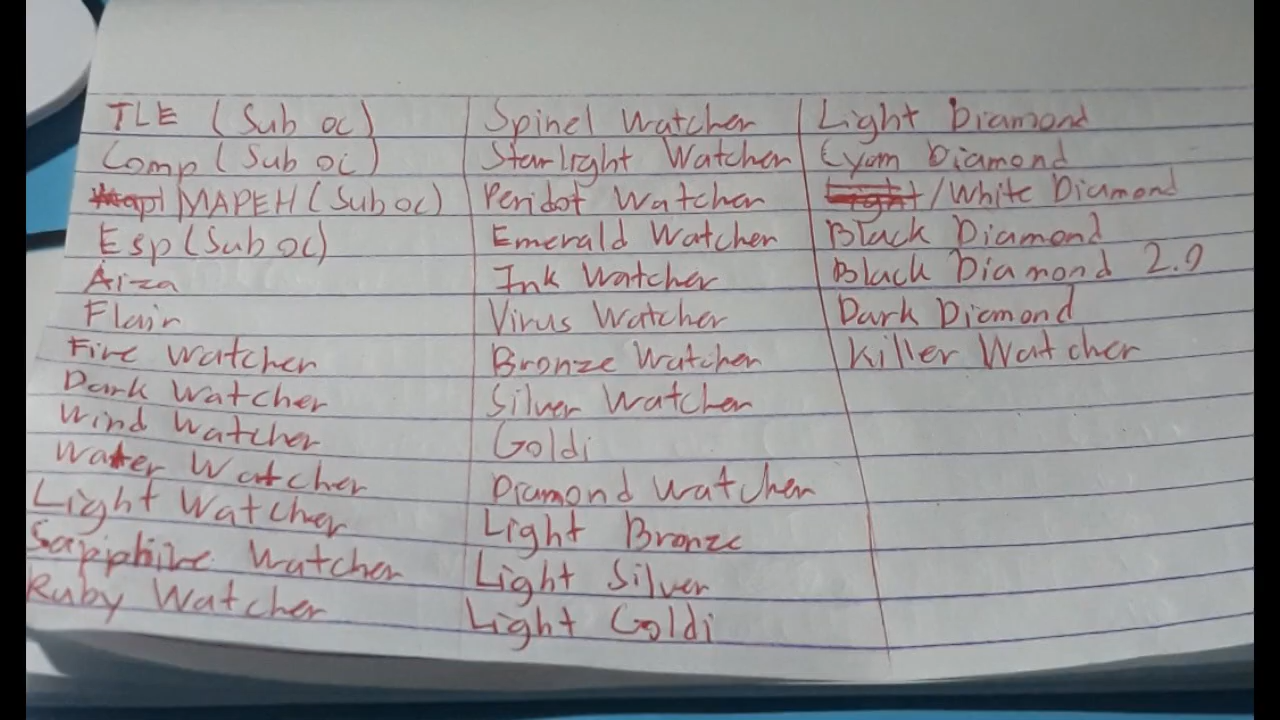 TLE (Sub oc)
Comp (Sub oc)
MAPEH (Sub oc)
Esp (Sub oc)
Aiza
Flair
Fire Watcher
Dark Watcher
Wind Watcher
Water Watcher
Light Watcher
Sapphire Watcher
Ruby Watcher
Spinel Watcher
Starlight Watcher
Peridot Watcher
Emerald Watcher
Ink Watcher
Virus Watcher
Bronze Watcher
Silver Watcher
Goldi
Diamond Watcher
Light Bronze
Light Silver
Light Goldi
Light Diamond
Cyom Diamond
/White Diamond
Black Diamond
Black Diamond 2.0
Dark Diamond
Killer Watcher